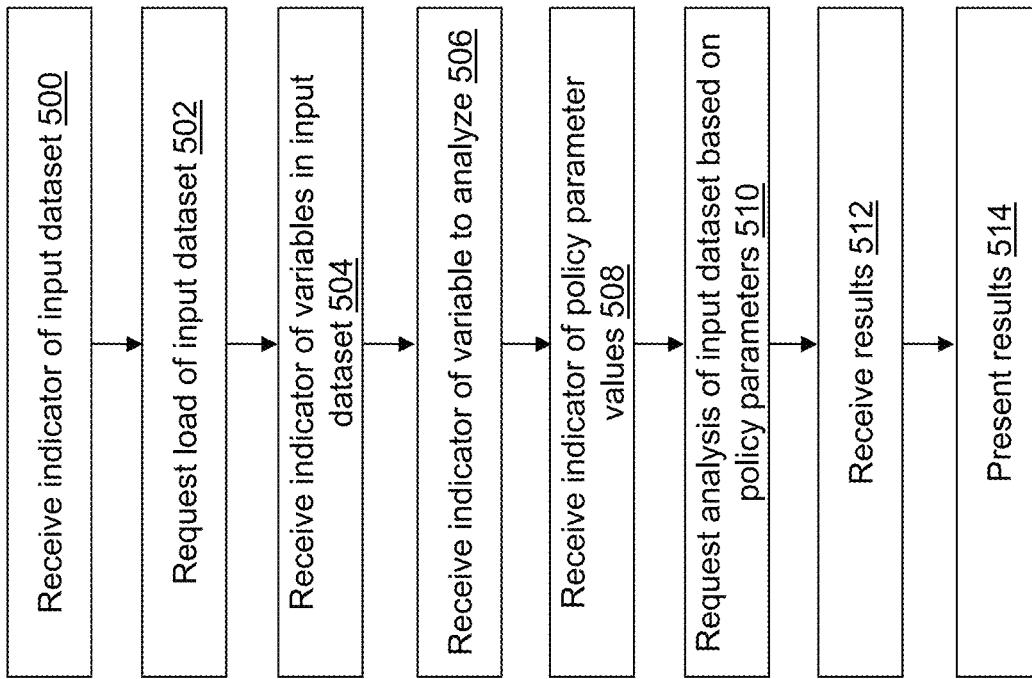 Receive indicator of input dataset 500
Request load of input dataset 502
Receive indicator of variables in input
dataset 504
Receive indicator of variable to analyze 506
Receive indicator of policy parameter
values 508
Request analysis of input dataset based on
policy parameters 510
Receive results 512
Present results 514